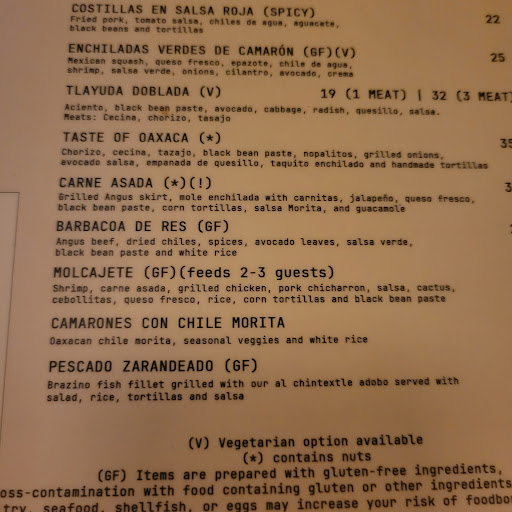 COSTILLAS EN SALSA ROJA (SPICY) 22
Fried pork, tomato salsa, chiles de agua, aguacata,
black beans and tortillas
ENCHILADAS VERDES DE CAMARÓN (GF)(V) 25
Mexican squash, queso fresco, epazote, chile de agua,
shrimp, salsa verde, onions, cilantro, avocado, crema
TLAYUDA DOBLADA (V) 19 (1 MEAT) | 32 (3 MEAT)
Aciento, black bean paste, avocado, cabbage, radish, quesillo, salsa.
Meats: Cecina, chorizo, tasajo
TASTE OF OAXACA (*)
Chorizo, cecina, tazajo, black bean paste, nopalitos, grilled onions,
avocado salsa, empanada de quesillo, taquito enchilado and handmade tortillas
CARNE ASADA (*)(!)
Grilled Angus skirt, mole enchilada with carnitas, jalapeño, queso fresco,
black bean paste, corn tortillas, salsa Morita, and guacamole
BARBACOA DE RES (GF)
Angus beef, dried chiles, spices, avocado leaves, salsa verde,
black bean paste and white rice
MOLCAJETE (GF)(feeds 2-3 guests)
Shrimp, carne asada, grilled chicken, pork chicharron, salsa, cactus,
cebollitas, queso fresco, rice, corn tortillas and black bean paste
CAMARONES CON CHILE MORITA
Oaxacan chile morita, seasonal veggies and white rice
PESCADO ZARANDEADO (GF)
Brazino fish fillet grilled with our al chintextle adobo served with
salad, rice, tortillas and salsa
(V) Vegetarian option available
(*) contains nuts
(GF) Items are prepared with gluten-free ingredients,
oss-contamination with food containing gluten or other ingredients
try, seafood, shellfish, or eggs may increase your risk of foodbo